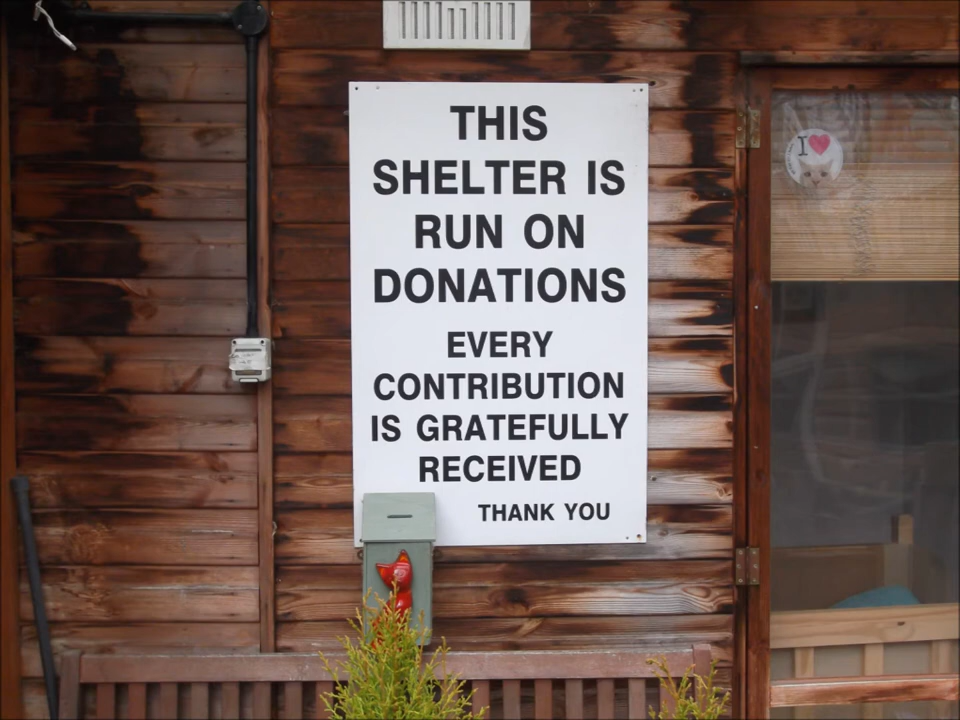 THIS
SHELTER IS
RUN ON
DONATIONS
EVERY
CONTRIBUTION
IS GRATEFULLY
RECEIVED
THANK YOU
I